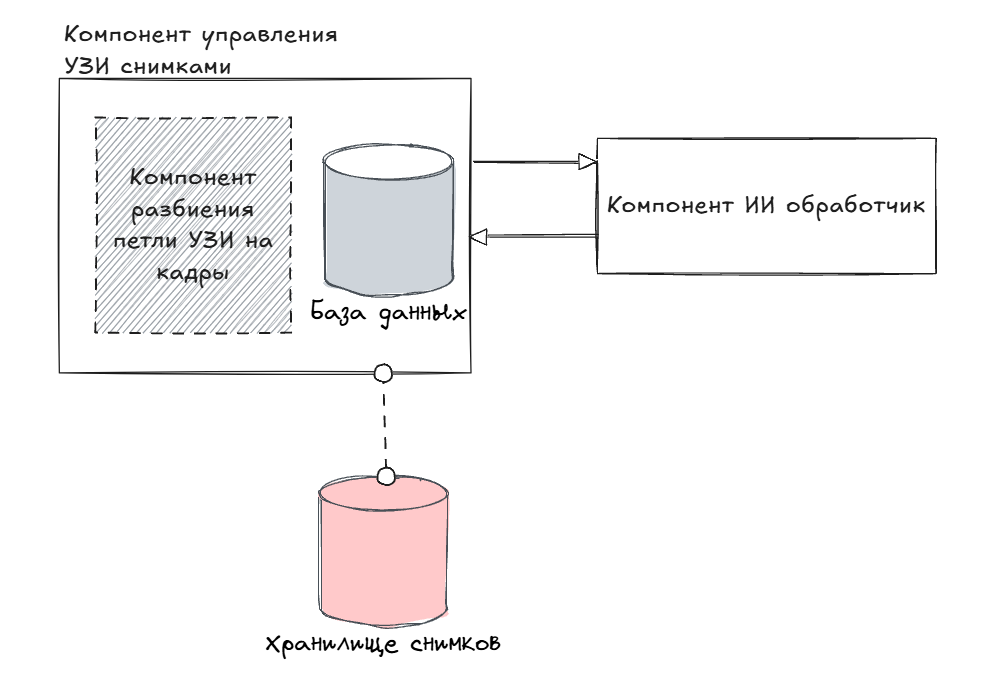 Компонент управления
УЗИ снимками
Компонент
разбиения
петли УЗИ на
кадры
База данных
Компонент ИИ обработчик
Хранилище снимков